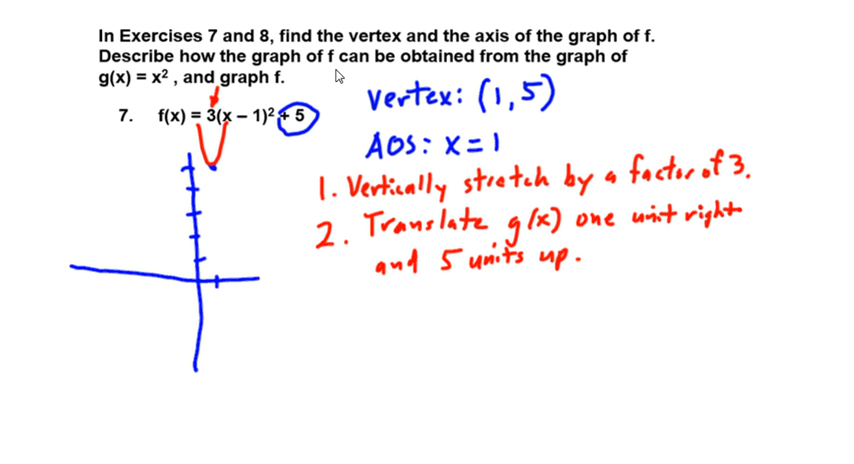 In Exercises 7 and 8, find the vertex and the axis of the graph of f.
Describe how the graph of f can be obtained from the graph of
g(x) = x² , and graph f.
7. f(x) = 3(x – 1)² + 5
Vertex: (1, 5)
AOS: x = 1
1. Vertically stretch by a factor of 3.
2. Translate g(x) one unit right
and 5 units up.